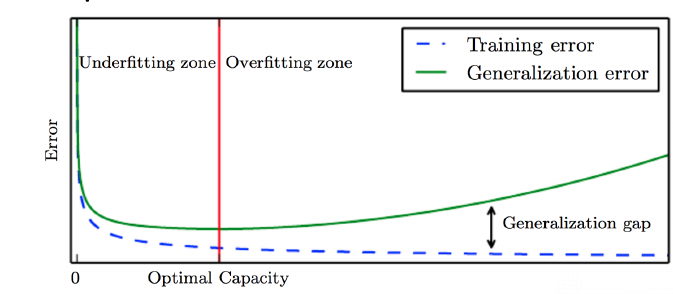 Training error
Generalization error
Underfitting zone
Overfitting zone
Error
Generalization gap
0
Optimal Capacity